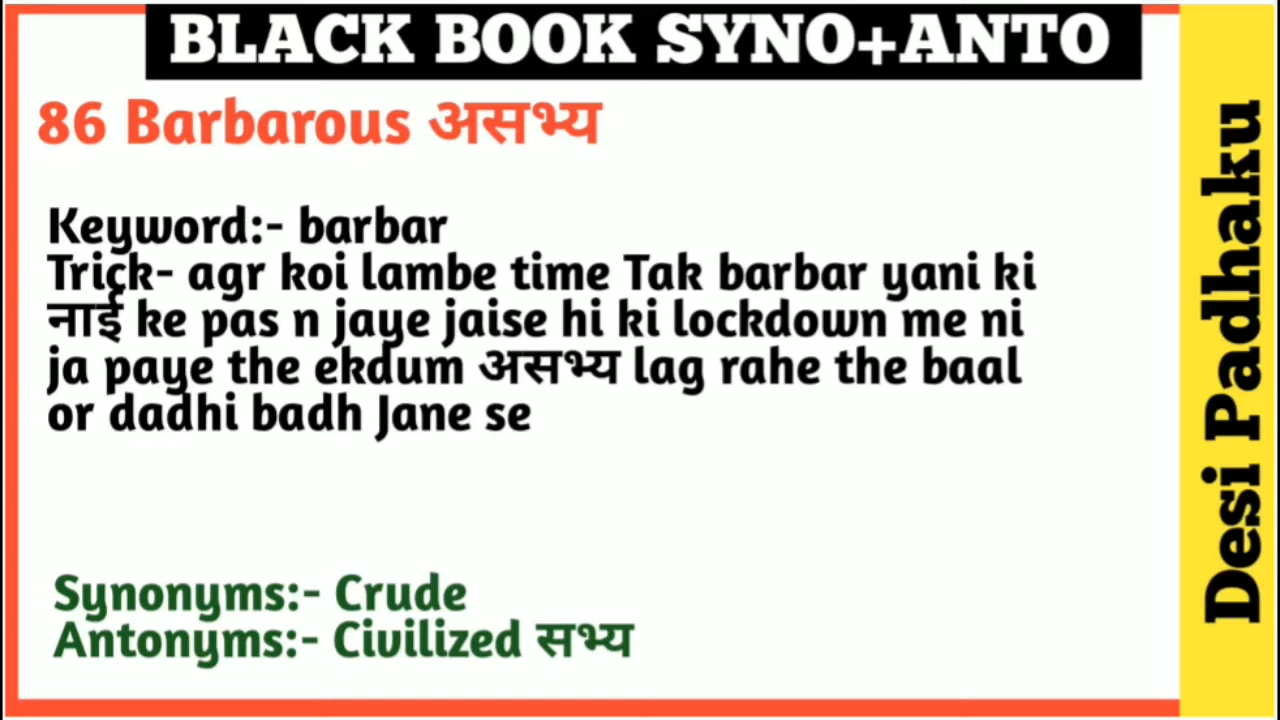 BLACK BOOK SYNO+ANTO
86 Barbarous असभ्य
Keyword:- barbar
Trick- agr koi lambe time Tak barbar yani ki
नाई ke pas n jaye jaise hi ki lockdown me ni
ja paye the ekdum असभ्य lag rahe the baal
or dadhi badh Jane se
Synonyms:- Crude
Antonyms:- Civilized सभ्य
Desi Padhaku